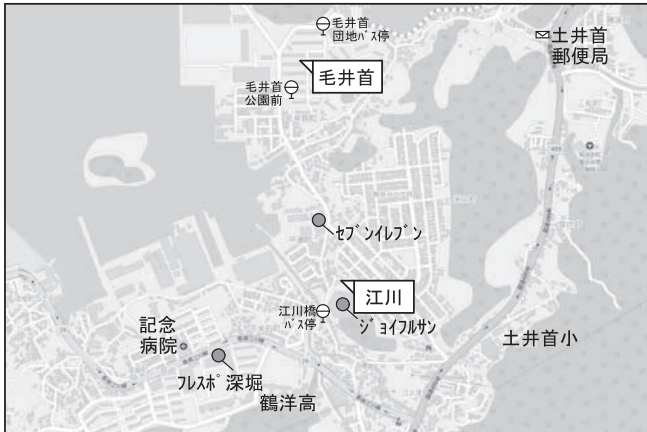 毛井首
団地ﾊﾞｽ停
土井首
郵便局
毛井首
毛井首
公園前
ｾﾌﾞﾝｲﾚﾌﾞﾝ
江川
江川橋
ﾊﾞｽ停
ｼﾞｮｲﾌﾙｻﾝ
記念
病院
土井首小
ﾌﾚｽﾎﾟ深堀
鶴洋高